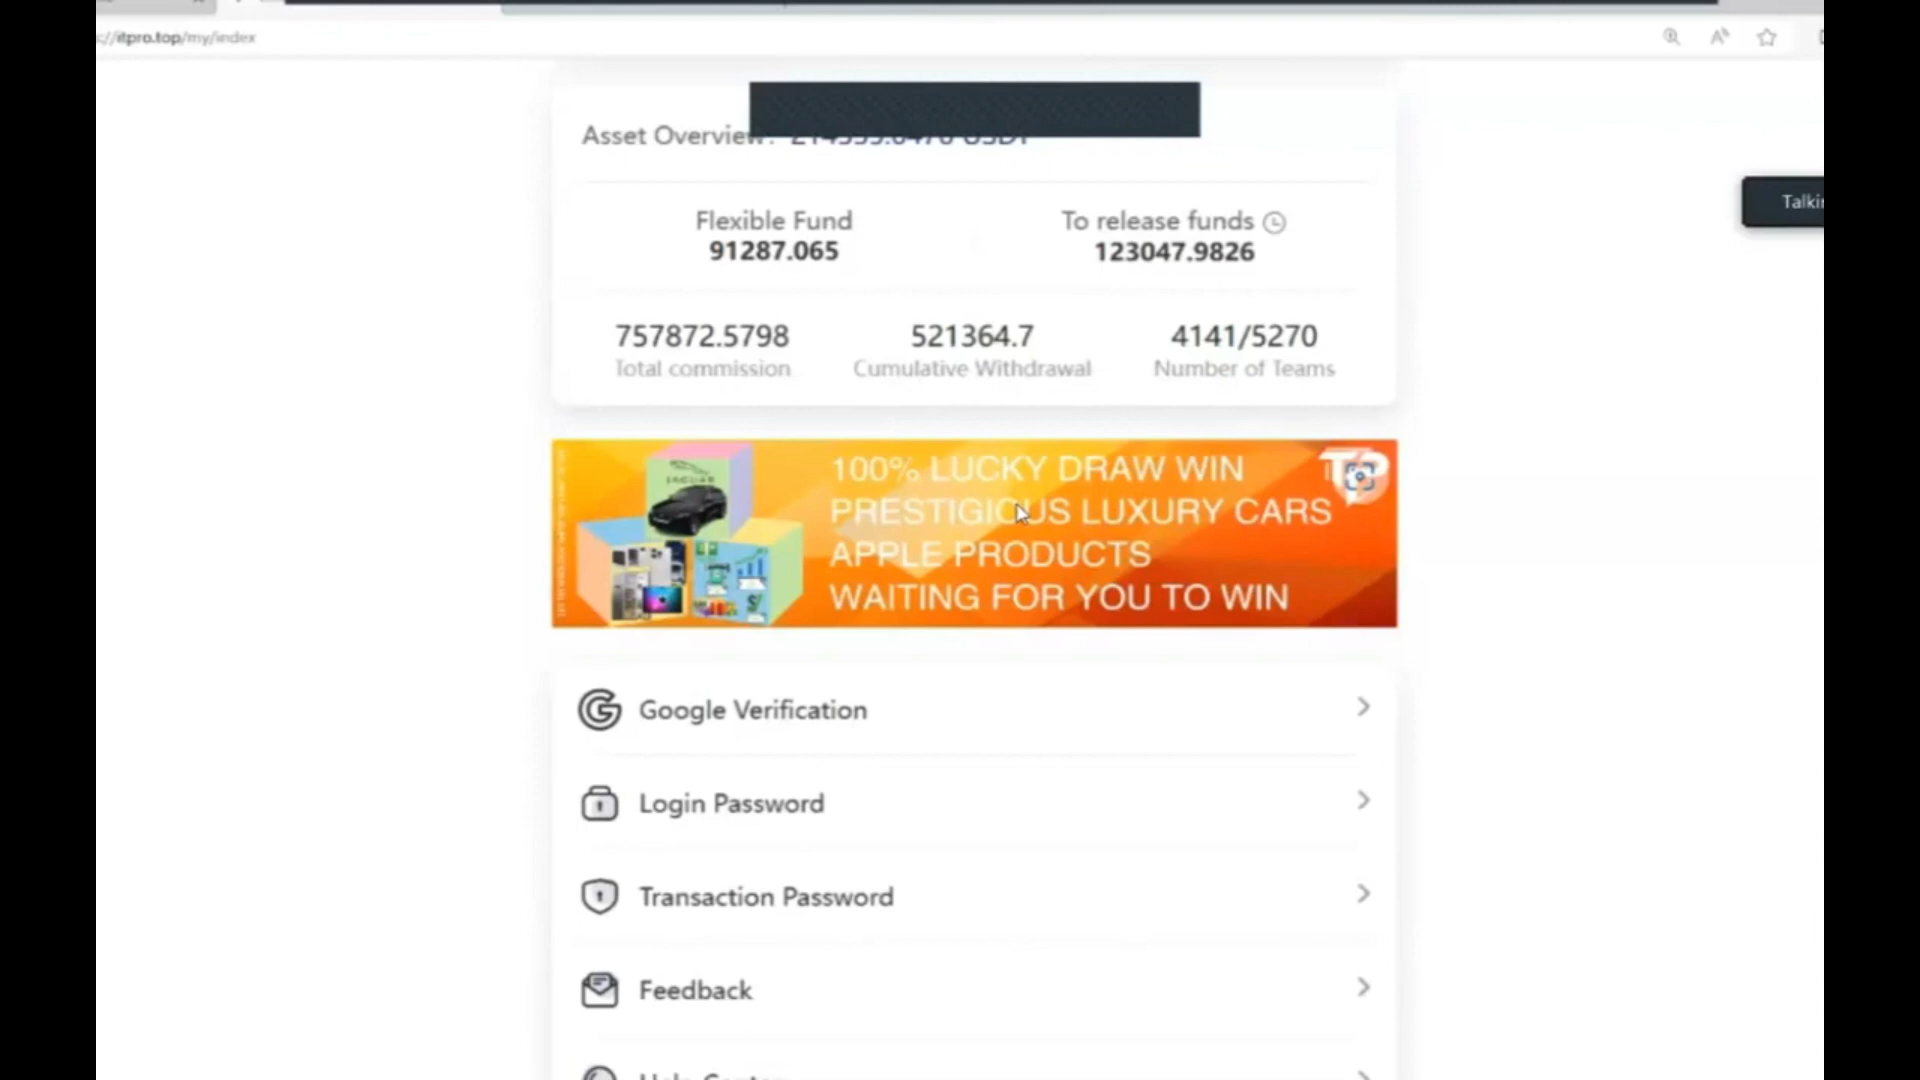 ://itpro.top/my/index
Talki
Asset Overview:
Flexible Fund
91287.065
To release funds
123047.9826
757872.5798
Total commission
521364.7
Cumulative Withdrawal
4141/5270
Number of Teams
JAGUAR
100% LUCKY DRAW WIN
PRESTIGIOUS LUXURY CARS
APPLE PRODUCTS
WAITING FOR YOU TO WIN
Google Verification
Login Password
Transaction Password
Feedback